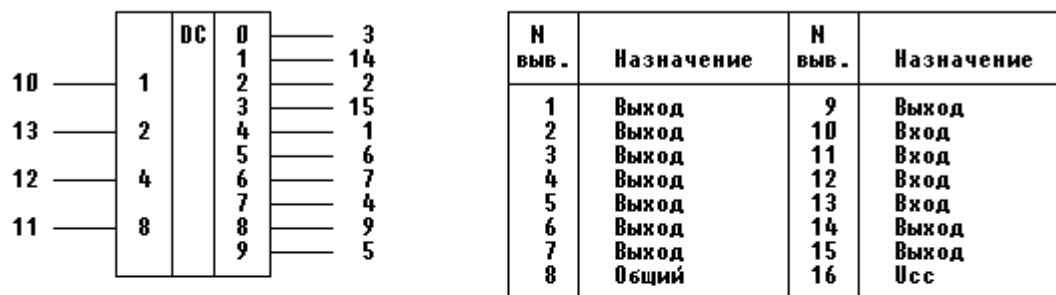 DC 0 3
1 14
10 1 2 2
3 15
13 2 4 1
5 6
12 4 6 7
7 4
11 8 8 9
9 5
N выв. Назначение N выв. Назначение
1 Выход 9 Выход
2 Выход 10 Вход
3 Выход 11 Вход
4 Выход 12 Вход
5 Выход 13 Вход
6 Выход 14 Выход
7 Выход 15 Выход
8 Общий 16 Ucc